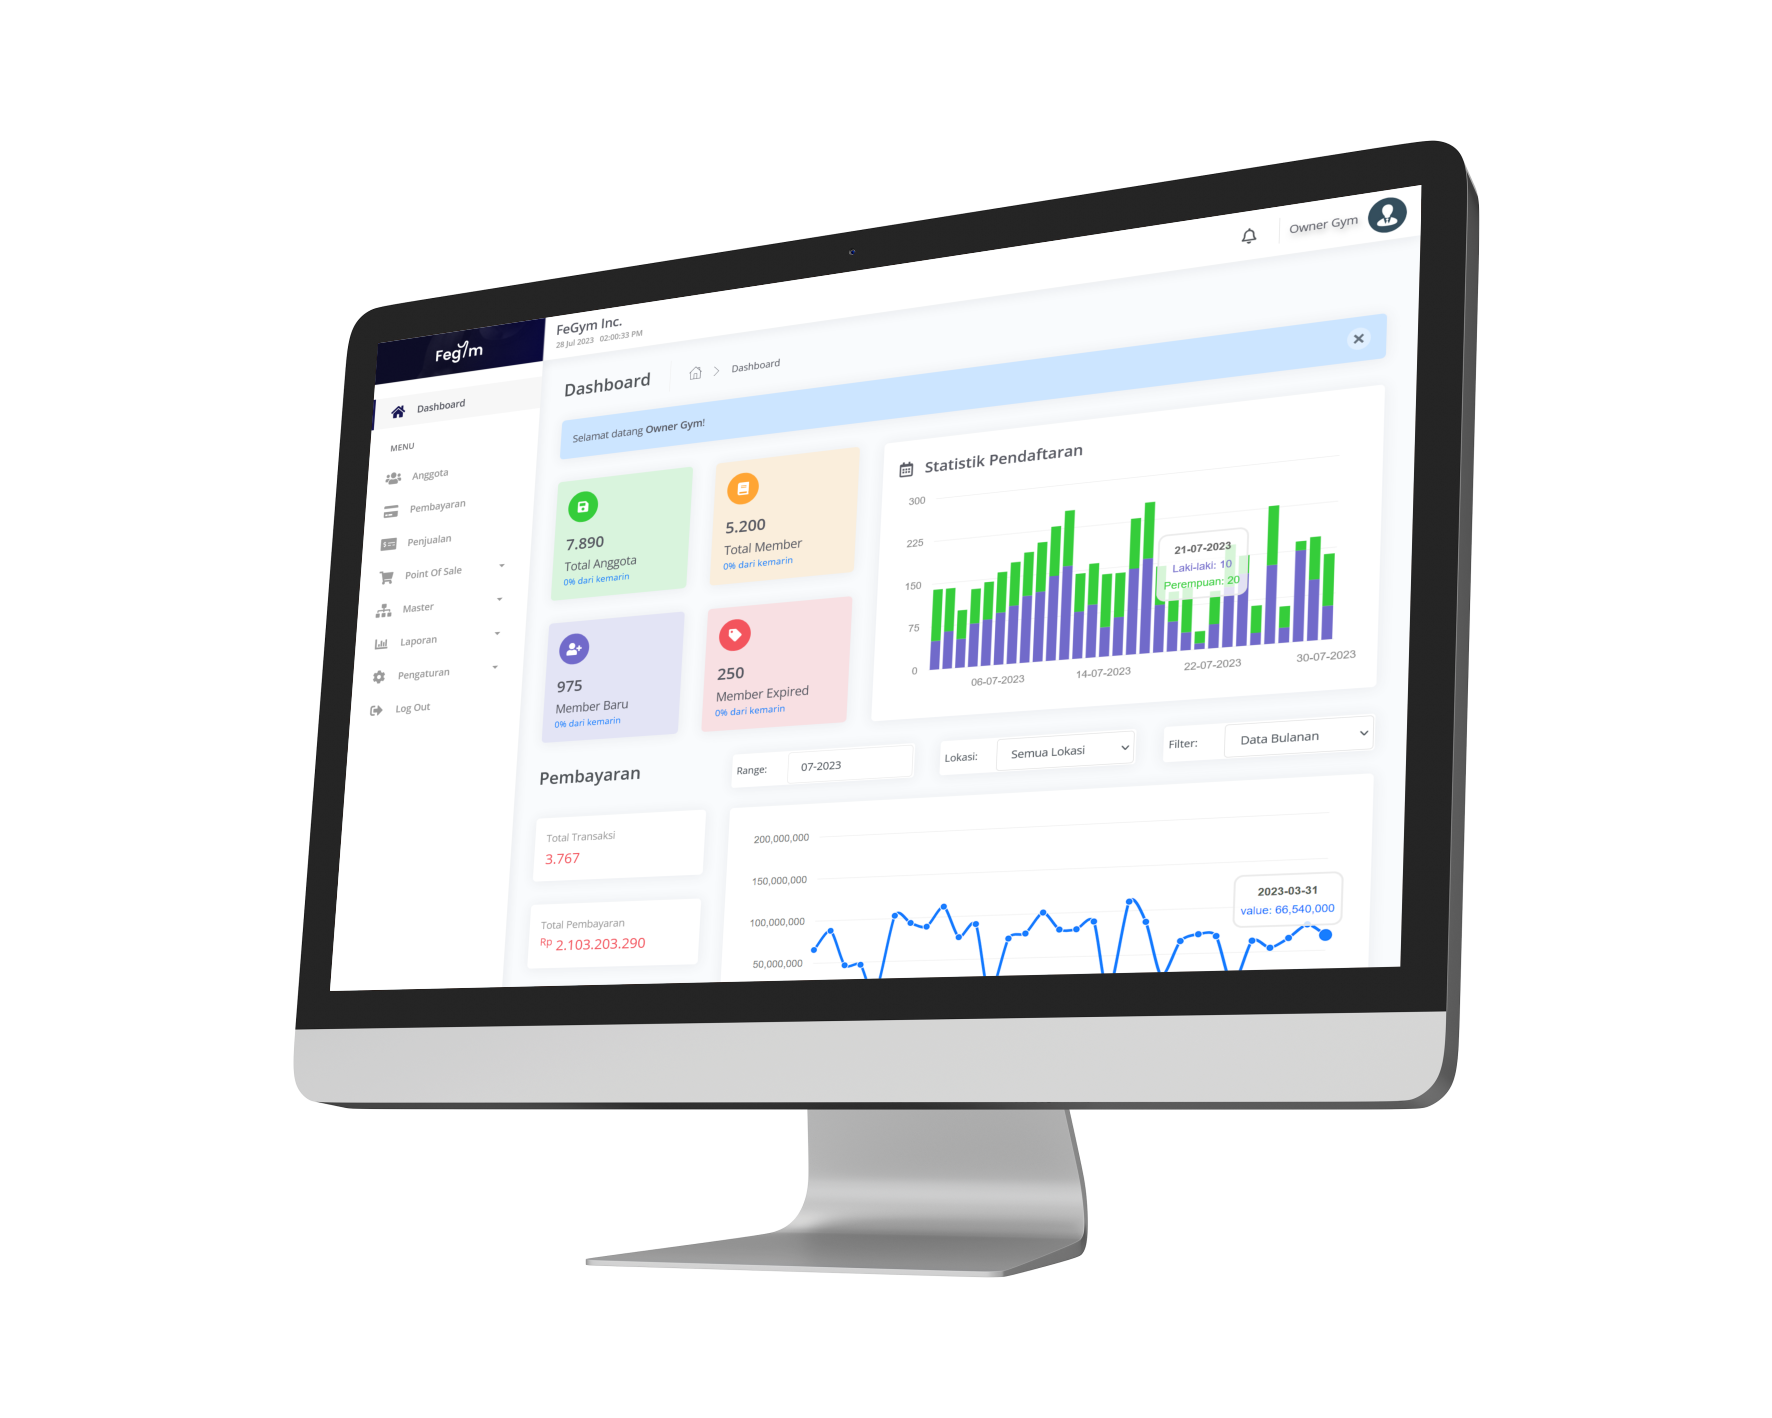 Owner Gym
FeGym Inc.
28 Jul 2023 02:00:33 PM
Fegym
Dashboard
MENU
Anggota
Pembayaran
Penjualan
Point Of Sale
Master
Laporan
Pengaturan
Log Out
Dashboard
Dashboard
Selamat datang Owner Gym!
7.890
Total Anggota
0% dari kemarin
5.200
Total Member
0% dari kemarin
975
Member Baru
0% dari kemarin
250
Member Expired
0% dari kemarin
Statistik Pendaftaran
300
225
150
75
0
21-07-2023
Laki-laki: 10
Perempuan: 20
06-07-2023
14-07-2023
22-07-2023
30-07-2023
Pembayaran
Range:
07-2023
Lokasi:
Semua Lokasi
Filter:
Data Bulanan
Total Transaksi
3.767
Total Pembayaran
Rp 2.103.203.290
200,000,000
150,000,000
100,000,000
50,000,000
2023-03-31
value: 66,540,000